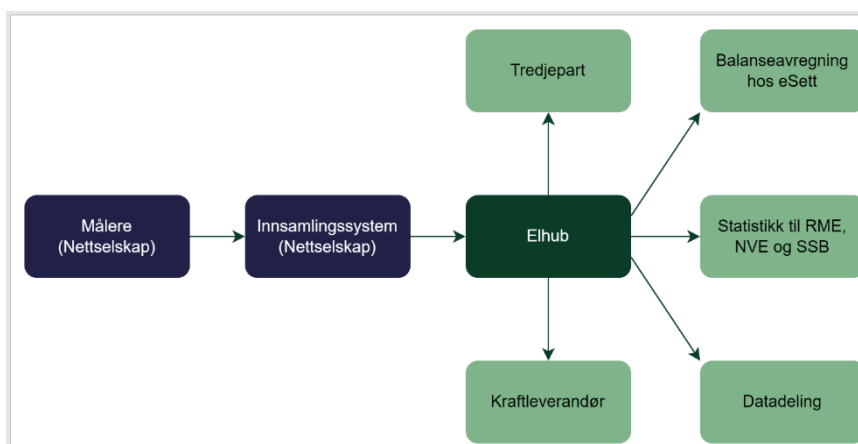 Tredjepart
Balanseavregning
hos eSett
Målere
(Nettselskap)
Innsamlingssystem
(Nettselskap)
Elhub
Statistikk til RME,
NVE og SSB
Kraftleverandør
Datadeling